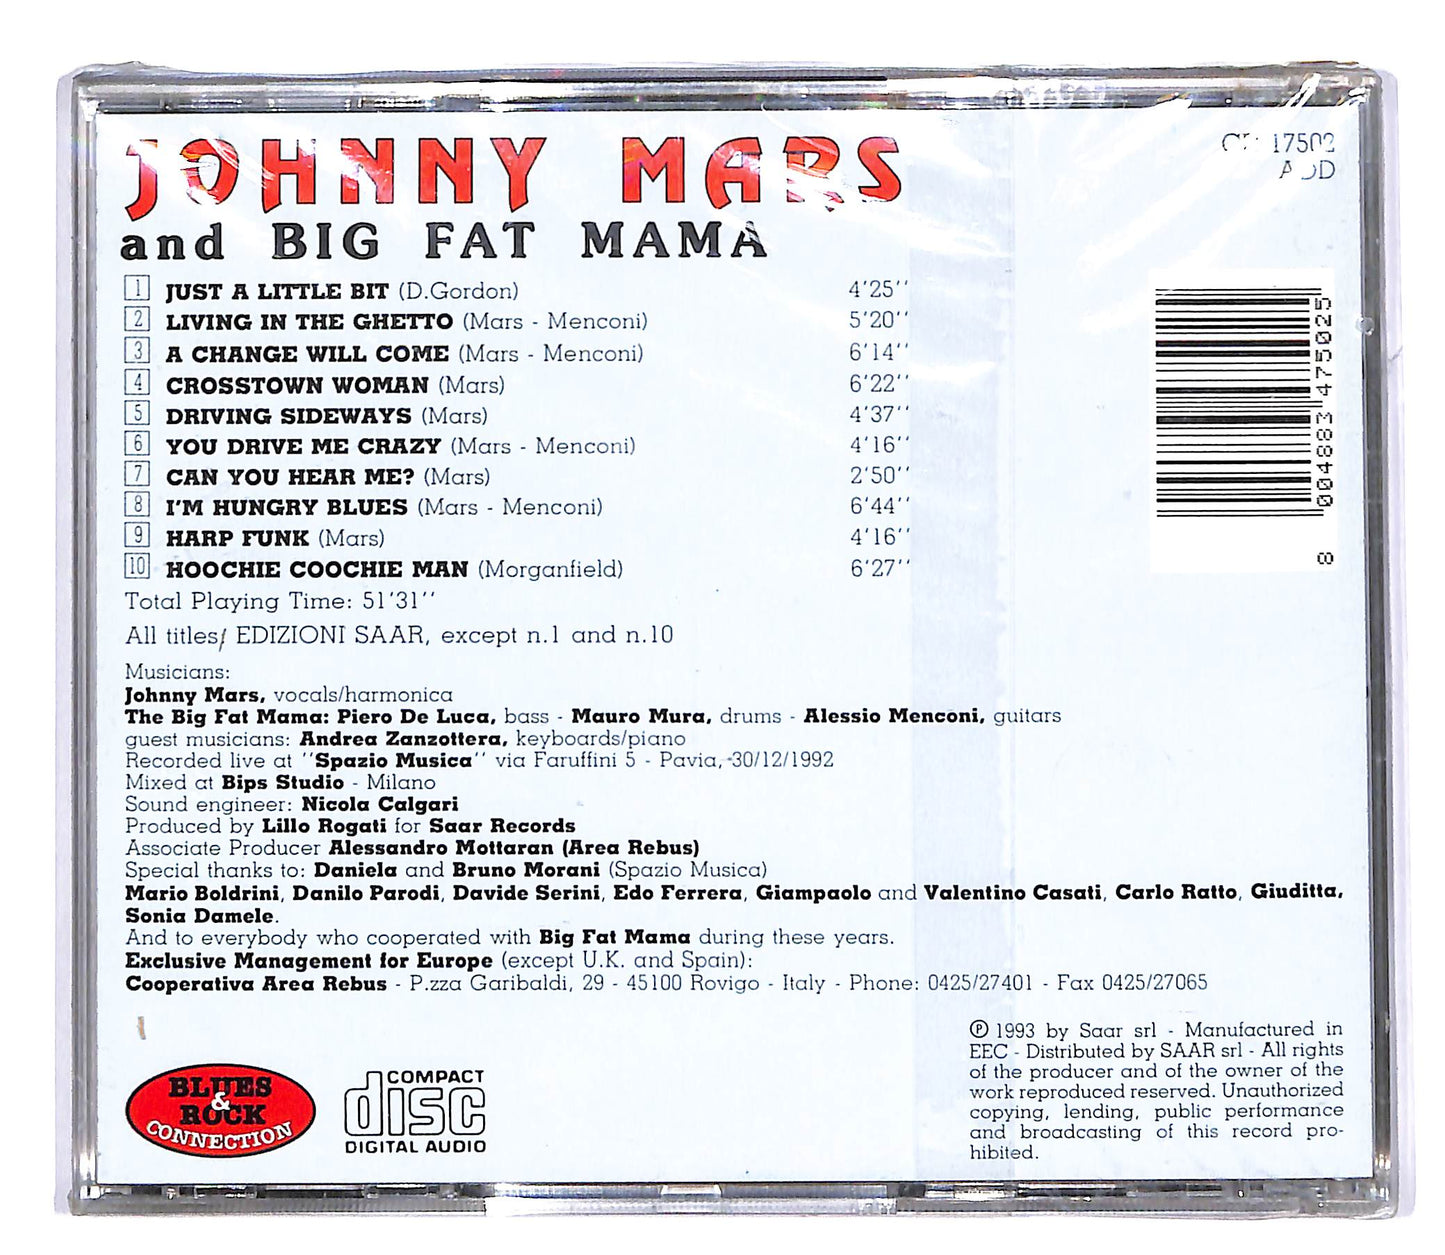 JOHNNY MARS
and BIG FAT MAMA
17502
ADD
1 JUST A LITTLE BIT (D.Gordon) 4'25''
2 LIVING IN THE GHETTO (Mars - Menconi) 5'20''
3 A CHANGE WILL COME (Mars - Menconi) 6'14''
4 CROSSTOWN WOMAN (Mars) 6'22''
5 DRIVING SIDEWAYS (Mars) 4'37''
6 YOU DRIVE ME CRAZY (Mars - Menconi) 4'16''
7 CAN YOU HEAR ME? (Mars) 2'50''
8 I'M HUNGRY BLUES (Mars - Menconi) 6'44''
9 HARP FUNK (Mars) 4'16''
10 HOOCHIE COOCHIE MAN (Morganfield) 6'27''
Total Playing Time: 51'31''
All titles/ EDIZIONI SAAR, except n.1 and n.10
8 004883 475025
Musicians:
Johnny Mars, vocals/harmonica
The Big Fat Mama: Piero De Luca, bass - Mauro Mura, drums - Alessio Menconi, guitars
guest musicians: Andrea Zanzottera, keyboards/piano
Recorded live at "Spazio Musica" via Faruffini 5 - Pavia, 30/12/1992
Mixed at Bips Studio - Milano
Sound engineer: Nicola Calgari
Produced by Lillo Rogati for Saar Records
Associate Producer Alessandro Mottaran (Area Rebus)
Special thanks to: Daniela and Bruno Morani (Spazio Musica)
Mario Boldrini, Danilo Parodi, Davide Serini, Edo Ferrera, Giampaolo and Valentino Casati, Carlo Ratto, Giuditta,
Sonia Damele.
And to everybody who cooperated with Big Fat Mama during these years.
Exclusive Management for Europe (except U.K. and Spain):
Cooperativa Area Rebus - P.zza Garibaldi, 29 - 45100 Rovigo - Italy - Phone: 0425/27401 - Fax 0425/27065
BLUES
&
ROCK
CONNECTION
COMPACT
disc
DIGITAL AUDIO
℗ 1993 by Saar srl - Manufactured in
EEC - Distributed by SAAR srl - All rights
of the producer and of the owner of the
work reproduced reserved. Unauthorized
copying, lending, public performance
and broadcasting of this record pro-
hibited.